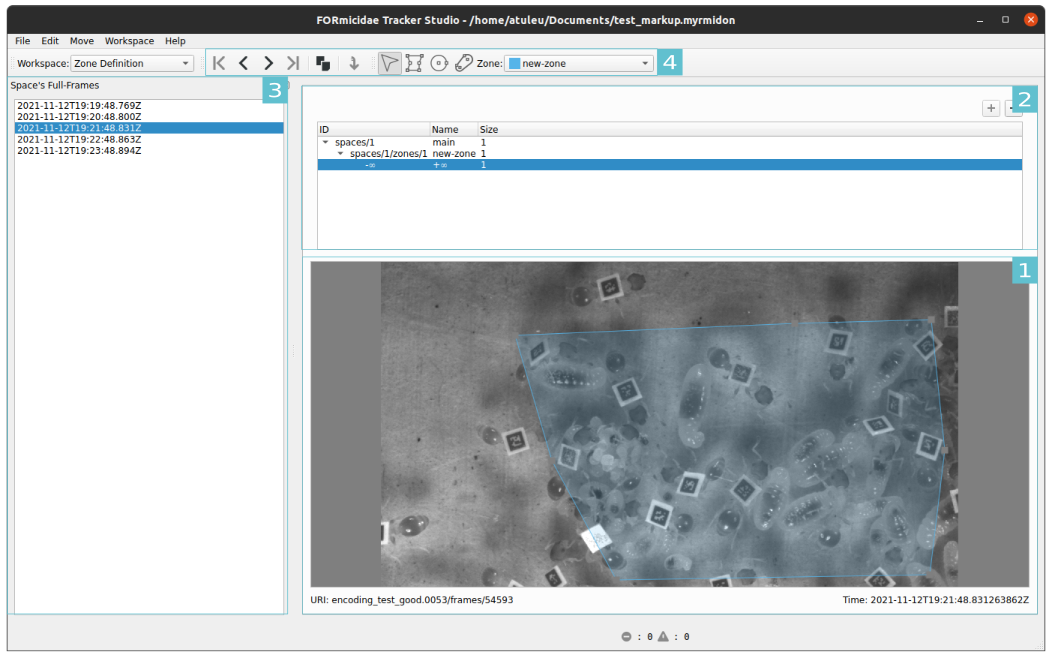 FORmicidae Tracker Studio - /home/atuleu/Documents/test_markup.myrmidon
File Edit Move Workspace Help
Workspace: Zone Definition Zone: new-zone 4
Space's Full-Frames 3
2021-11-12T19:19:48.769Z
2021-11-12T19:20:48.800Z
2021-11-12T19:21:48.831Z
2021-11-12T19:22:48.863Z
2021-11-12T19:23:48.894Z
2
ID Name Size
spaces/1 main 1
spaces/1/zones/1 new-zone 1
-∞ +∞ 1
1
URI: encoding_test_good.0053/frames/54593 Time: 2021-11-12T19:21:48.831263862Z
: 0 : 0